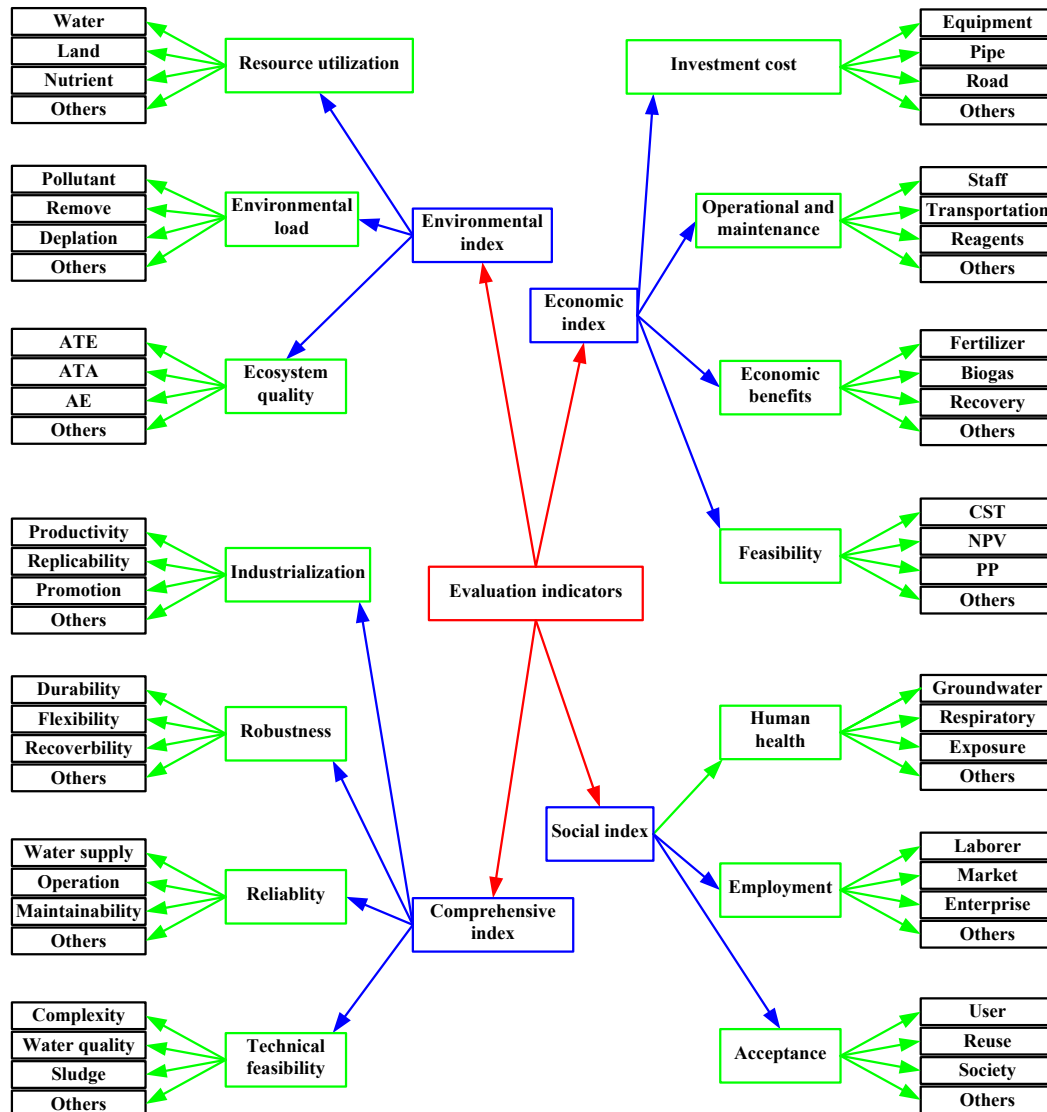 Water
Land
Nutrient
Others
Resource utilization
Pollutant
Remove
Deplation
Others
Environmental
load
ATE
ATA
AE
Others
Ecosystem
quality
Environmental
index
Equipment
Pipe
Road
Others
Investment cost
Staff
Transportation
Reagents
Others
Operational and
maintenance
Fertilizer
Biogas
Recovery
Others
Economic
benefits
CST
NPV
PP
Others
Feasibility
Economic
index
Evaluation indicators
Productivity
Replicability
Promotion
Others
Industrialization
Durability
Flexibility
Recoverbility
Others
Robustness
Water supply
Operation
Maintainability
Others
Reliablity
Complexity
Water quality
Sludge
Others
Technical
feasibility
Comprehensive
index
Groundwater
Respiratory
Exposure
Others
Human
health
Laborer
Market
Enterprise
Others
Employment
User
Reuse
Society
Others
Acceptance
Social index